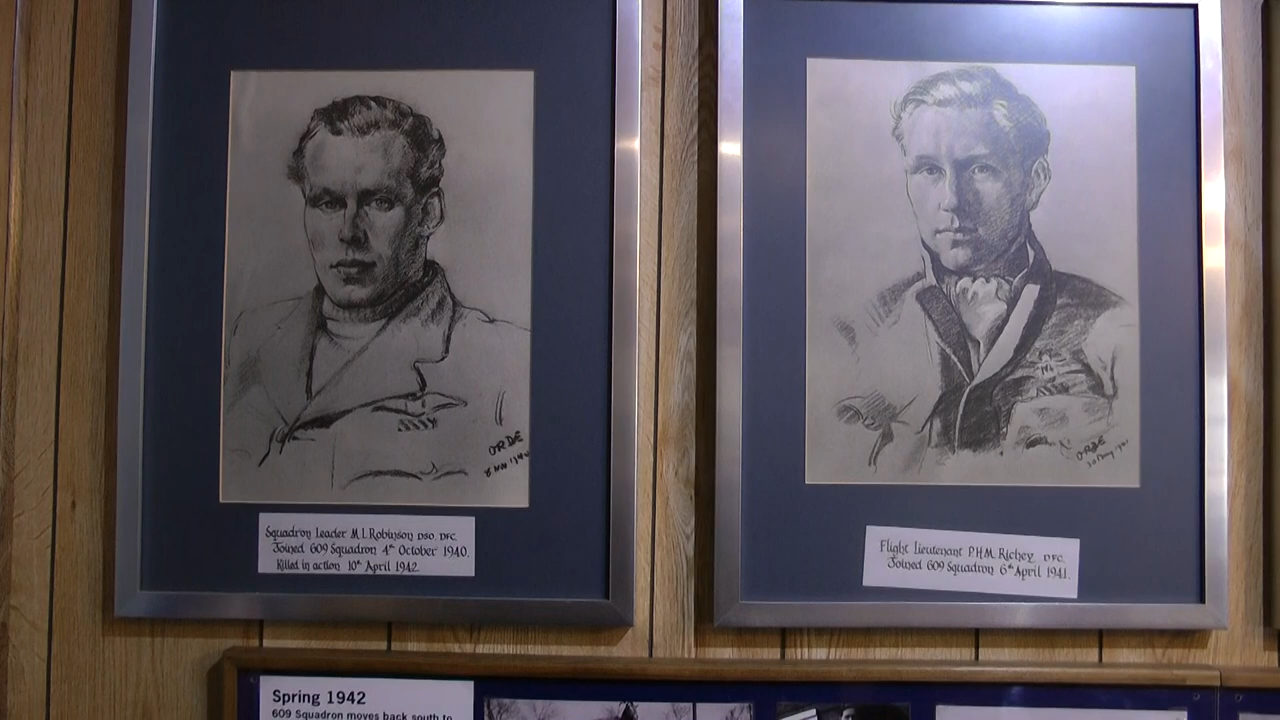 ORDE
Squadron Leader M.L. Robinson DSO. DFC.
Joined 609 Squadron 4th October 1940.
Killed in action 10th April 1942.
ORDE
Flight Lieutenant P.H.M. Richey DFC.
Joined 609 Squadron 6th April 1941.
Spring 1942
609 Squadron moves back south to